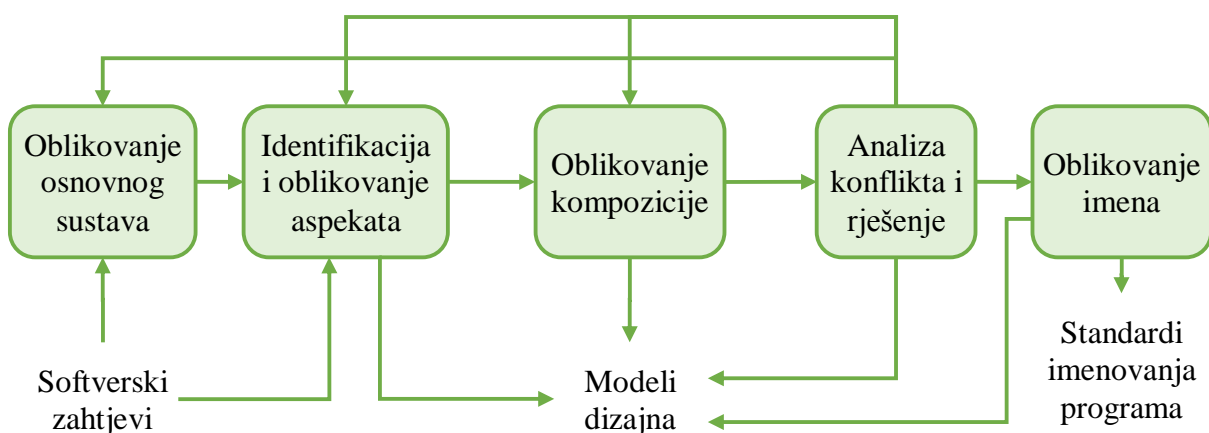 Oblikovanje
osnovnog
sustava
Identifikacija
i oblikovanje
aspekata
Oblikovanje
kompozicije
Analiza
konflikta i
rješenje
Oblikovanje
imena
Softverski
zahtjevi
Modeli
dizajna
Standardi
imenovanja
programa